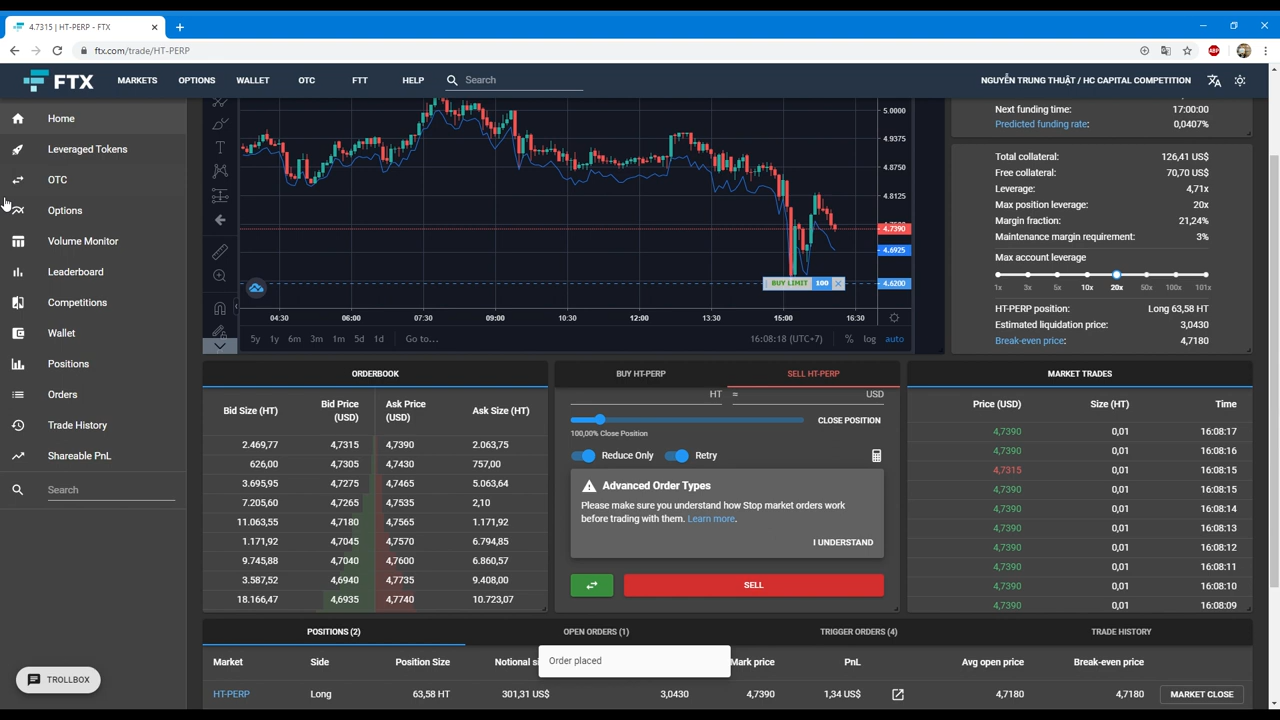 4.7315 | HT-PERP - FTX
ftx.com/trade/HT-PERP
ABP
FTX
MARKETS OPTIONS WALLET OTC FTT HELP Search NGUYỄN TRUNG THUẬT / HC CAPITAL COMPETITION
Home
Leveraged Tokens
OTC
Options
Volume Monitor
Leaderboard
Competitions
Wallet
Positions
Orders
Trade History
Shareable PnL
Search
TROLLBOX
5.0000
4.9375
4.8750
4.8125
4.7390
4.6925
4.6200
BUY LIMIT 100
04:30 06:00 07:30 09:00 10:30 12:00 13:30 15:00 16:30
5y 1y 6m 3m 1m 5d 1d Go to... 16:08:18 (UTC+7) % log auto
Next funding time: 17:00:00
Predicted funding rate: 0,0407%
Total collateral: 126,41 US$
Free collateral: 70,70 US$
Leverage: 4,71x
Max position leverage: 20x
Margin fraction: 21,24%
Maintenance margin requirement: 3%
Max account leverage
1x 3x 5x 10x 20x 50x 100x 101x
HT-PERP position: Long 63,58 HT
Estimated liquidation price: 3,0430
Break-even price: 4,7180
ORDERBOOK
Bid Size (HT) Bid Price (USD) Ask Price (USD) Ask Size (HT)
2.469,77 4,7315 4,7390 2.063,75
626,00 4,7305 4,7430 757,00
3.695,95 4,7275 4,7465 5.063,64
7.205,60 4,7265 4,7535 2,10
11.063,55 4,7180 4,7565 1.171,92
1.171,92 4,7045 4,7570 6.794,85
9.745,88 4,7040 4,7600 6.860,57
3.587,52 4,6940 4,7735 9.408,00
18.166,47 4,6935 4,7740 10.723,07
BUY HT-PERP SELL HT-PERP
HT = USD
CLOSE POSITION
100,00% Close Position
Reduce Only Retry
Advanced Order Types
Please make sure you understand how Stop market orders work
before trading with them. Learn more.
I UNDERSTAND
SELL
MARKET TRADES
Price (USD) Size (HT) Time
4,7390 0,01 16:08:17
4,7390 0,01 16:08:16
4,7315 0,01 16:08:15
4,7390 0,01 16:08:15
4,7390 0,01 16:08:14
4,7390 0,01 16:08:13
4,7390 0,01 16:08:12
4,7390 0,01 16:08:11
4,7390 0,01 16:08:10
4,7390 0,01 16:08:09
POSITIONS (2) OPEN ORDERS (1) TRIGGER ORDERS (4) TRADE HISTORY
Market Side Position Size Notional Mark price PnL Avg open price Break-even price
Order placed
HT-PERP Long 63,58 HT 301,31 US$ 3,0430 4,7390 1,34 US$ 4,7180 4,7180 MARKET CLOSE